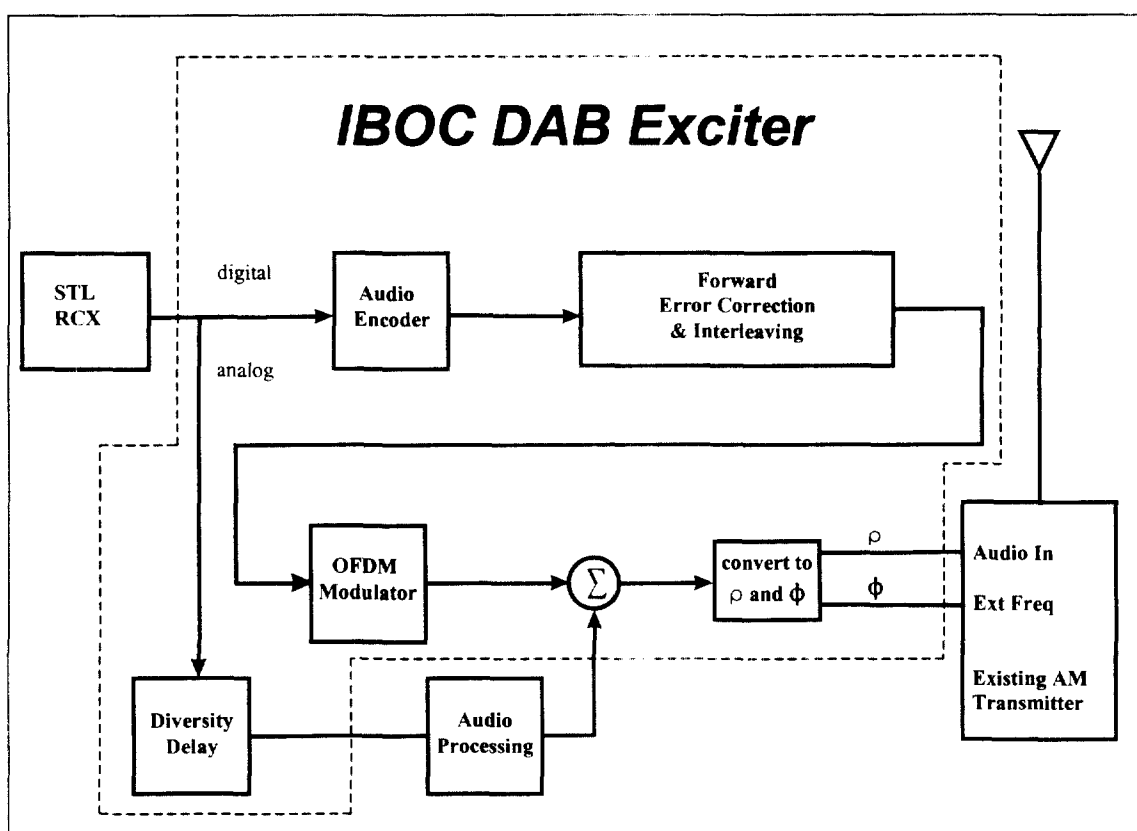 IBOC DAB Exciter
STL
RCX
digital
analog
Audio
Encoder
Forward
Error Correction
& Interleaving
OFDM
Modulator
Σ
convert to
ρ and ϕ
ρ
ϕ
Audio In
Ext Freq
Existing AM
Transmitter
Diversity
Delay
Audio
Processing